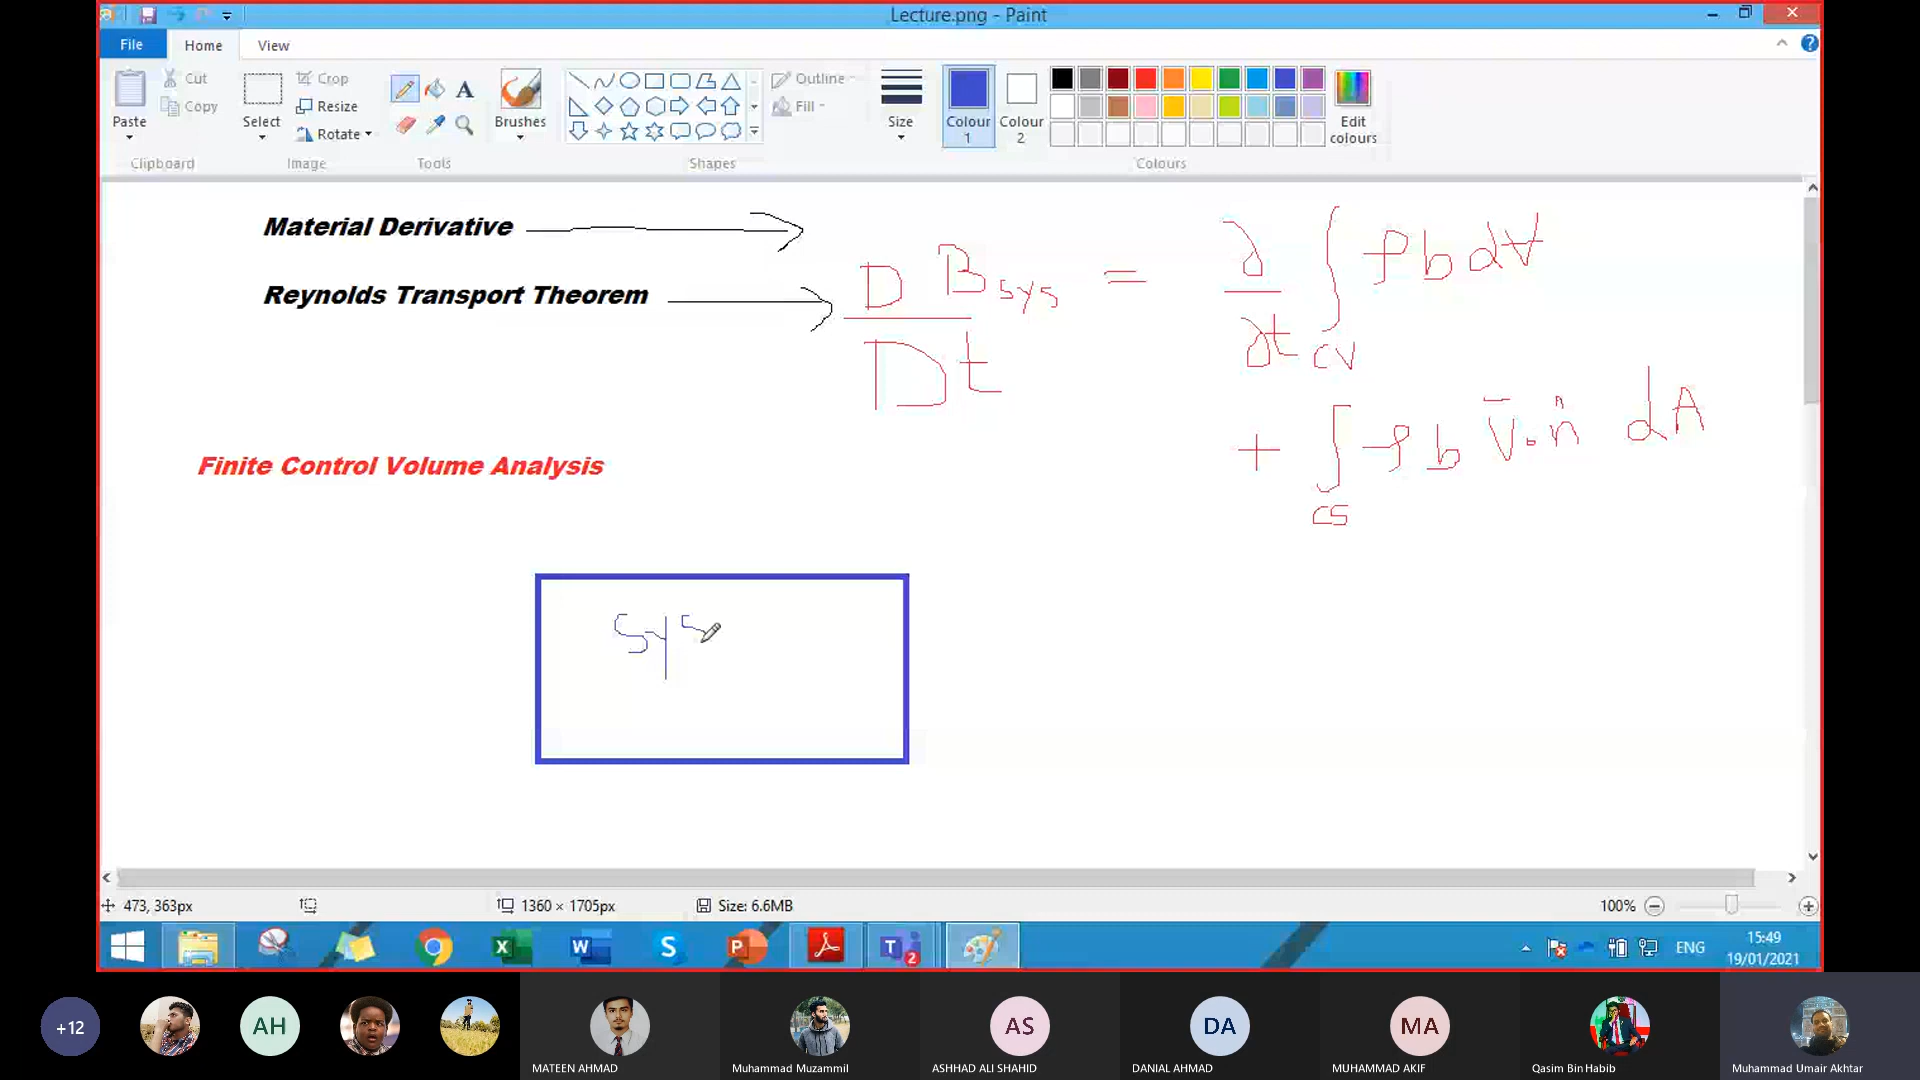 Lecture.png - Paint
File Home View
Paste
Cut
Copy
Clipboard
Select
Crop
Resize
Rotate
Image
A
Tools
Brushes
Outline
Fill
Shapes
Size
Colour 1
Colour 2
Edit colours
Colours
Material Derivative
Reynolds Transport Theorem
D B sys / Dt = ∂/∂t ∫ CV ρ b dV
+ ∫ CS ρ b V̄ . n̂ dA
Finite Control Volume Analysis
Sys
473, 363px
1360 × 1705px
Size: 6.6MB
100%
2
ENG
15:49
19/01/2021
+12
AH
AS
DA
MA
MATEEN AHMAD
Muhammad Muzammil
ASHHAD ALI SHAHID
DANIAL AHMAD
MUHAMMAD AKIF
Qasim Bin Habib
Muhammad Umair Akhtar